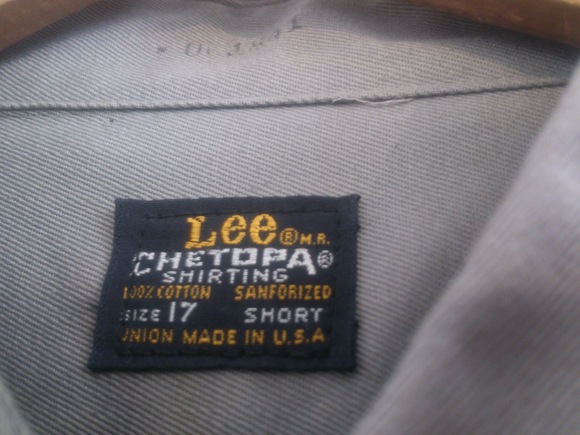 Lee® M.R.
CHETOPA®
SHIRTING
100% COTTON SANFORIZED
SIZE 17 SHORT
UNION MADE IN U.S.A